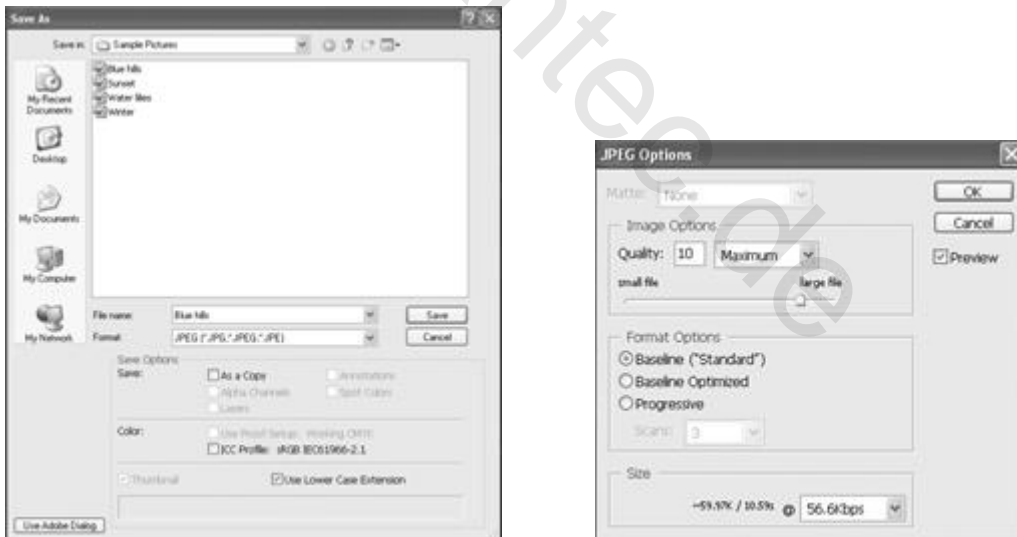 Save As
Save in: Sample Pictures
Blue hills
Sunset
Water lilies
Winter
My Recent
Documents
Desktop
My Documents
My Computer
My Network
File name: Blue hills Save
Format: JPEG (*.JPG;*.JPEG;*.JPE) Cancel
Save Options
Save: As a Copy Annotations
Alpha Channels Spot Colors
Layers
Color: Use Proof Setup: Working CMYK
ICC Profile: sRGB IEC61966-2.1
Thumbnail Use Lower Case Extension
Use Adobe Dialog
JPEG Options
Matte: None OK
Image Options Cancel
Quality: 10 Maximum Preview
small file large file
Format Options
Baseline ("Standard")
Baseline Optimized
Progressive
Scans: 3
Size
~59.97K / 10.59s @ 56.6Kbps